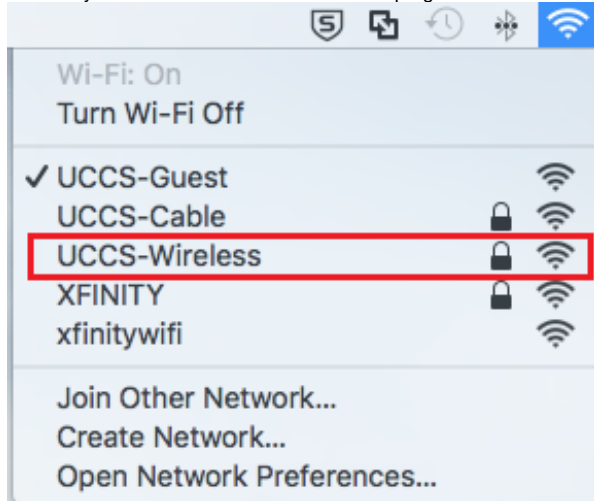 Wi-Fi: On
Turn Wi-Fi Off
UCCS-Guest
UCCS-Cable
UCCS-Wireless
XFINITY
xfinitywifi
Join Other Network...
Create Network...
Open Network Preferences...